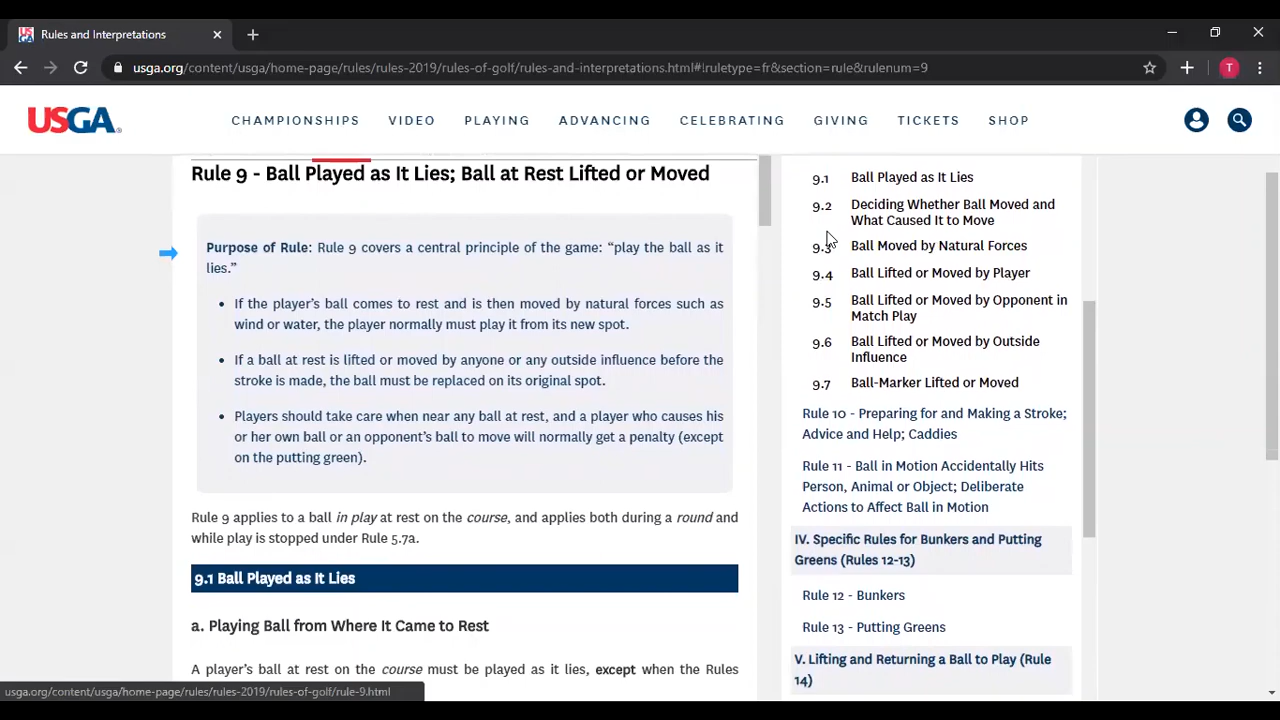 Rules and Interpretations
usga.org/content/usga/home-page/rules/rules-2019/rules-of-golf/rules-and-interpretations.html#!ruletype=fr&section=rule&rulenum=9
T
USGA
CHAMPIONSHIPS VIDEO PLAYING ADVANCING CELEBRATING GIVING TICKETS SHOP
Rule 9 - Ball Played as It Lies; Ball at Rest Lifted or Moved
Purpose of Rule: Rule 9 covers a central principle of the game: “play the ball as it
lies.”
• If the player’s ball comes to rest and is then moved by natural forces such as
wind or water, the player normally must play it from its new spot.
• If a ball at rest is lifted or moved by anyone or any outside influence before the
stroke is made, the ball must be replaced on its original spot.
• Players should take care when near any ball at rest, and a player who causes his
or her own ball or an opponent’s ball to move will normally get a penalty (except
on the putting green).
Rule 9 applies to a ball in play at rest on the course, and applies both during a round and
while play is stopped under Rule 5.7a.
9.1 Ball Played as It Lies
a. Playing Ball from Where It Came to Rest
A player’s ball at rest on the course must be played as it lies, except when the Rules
9.1 Ball Played as It Lies
9.2 Deciding Whether Ball Moved and
What Caused It to Move
9.3 Ball Moved by Natural Forces
9.4 Ball Lifted or Moved by Player
9.5 Ball Lifted or Moved by Opponent in
Match Play
9.6 Ball Lifted or Moved by Outside
Influence
9.7 Ball-Marker Lifted or Moved
Rule 10 - Preparing for and Making a Stroke;
Advice and Help; Caddies
Rule 11 - Ball in Motion Accidentally Hits
Person, Animal or Object; Deliberate
Actions to Affect Ball in Motion
IV. Specific Rules for Bunkers and Putting
Greens (Rules 12-13)
Rule 12 - Bunkers
Rule 13 - Putting Greens
V. Lifting and Returning a Ball to Play (Rule
14)
usga.org/content/usga/home-page/rules/rules-2019/rules-of-golf/rule-9.html